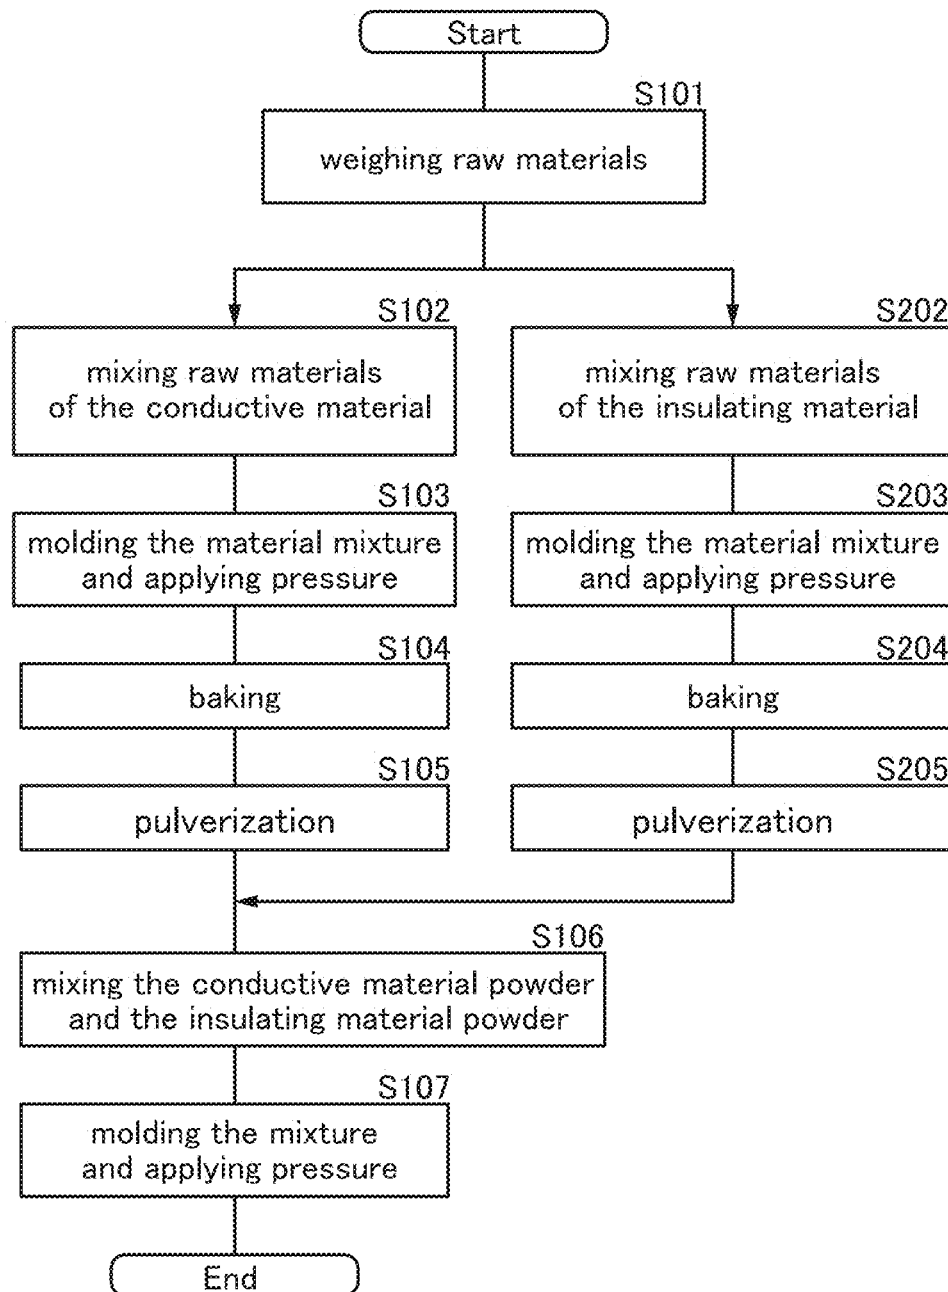 Start
S101
weighing raw materials
S102
mixing raw materials
of the conductive material
S202
mixing raw materials
of the insulating material
S103
molding the material mixture
and applying pressure
S203
molding the material mixture
and applying pressure
S104
baking
S204
baking
S105
pulverization
S205
pulverization
S106
mixing the conductive material powder
and the insulating material powder
S107
molding the mixture
and applying pressure
End